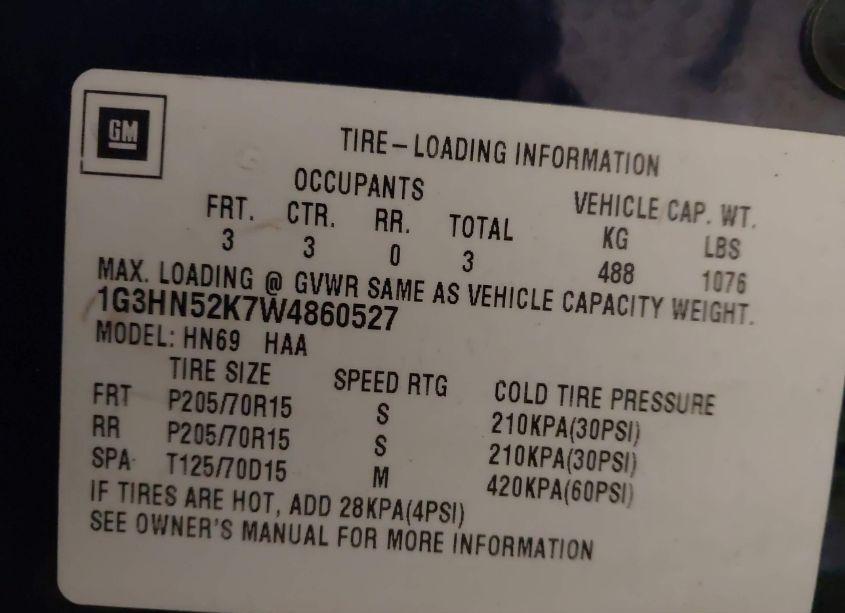 GM
TIRE-LOADING INFORMATION
OCCUPANTS VEHICLE CAP. WT.
FRT. CTR. RR. TOTAL KG LBS
3 3 0 3 488 1076
MAX. LOADING @ GVWR SAME AS VEHICLE CAPACITY WEIGHT.
1G3HN52K7W4860527
MODEL: HN69 HAA
TIRE SIZE SPEED RTG COLD TIRE PRESSURE
FRT P205/70R15 S 210KPA(30PSI)
RR P205/70R15 S 210KPA(30PSI)
SPA T125/70D15 M 420KPA(60PSI)
IF TIRES ARE HOT, ADD 28KPA(4PSI)
SEE OWNER'S MANUAL FOR MORE INFORMATION